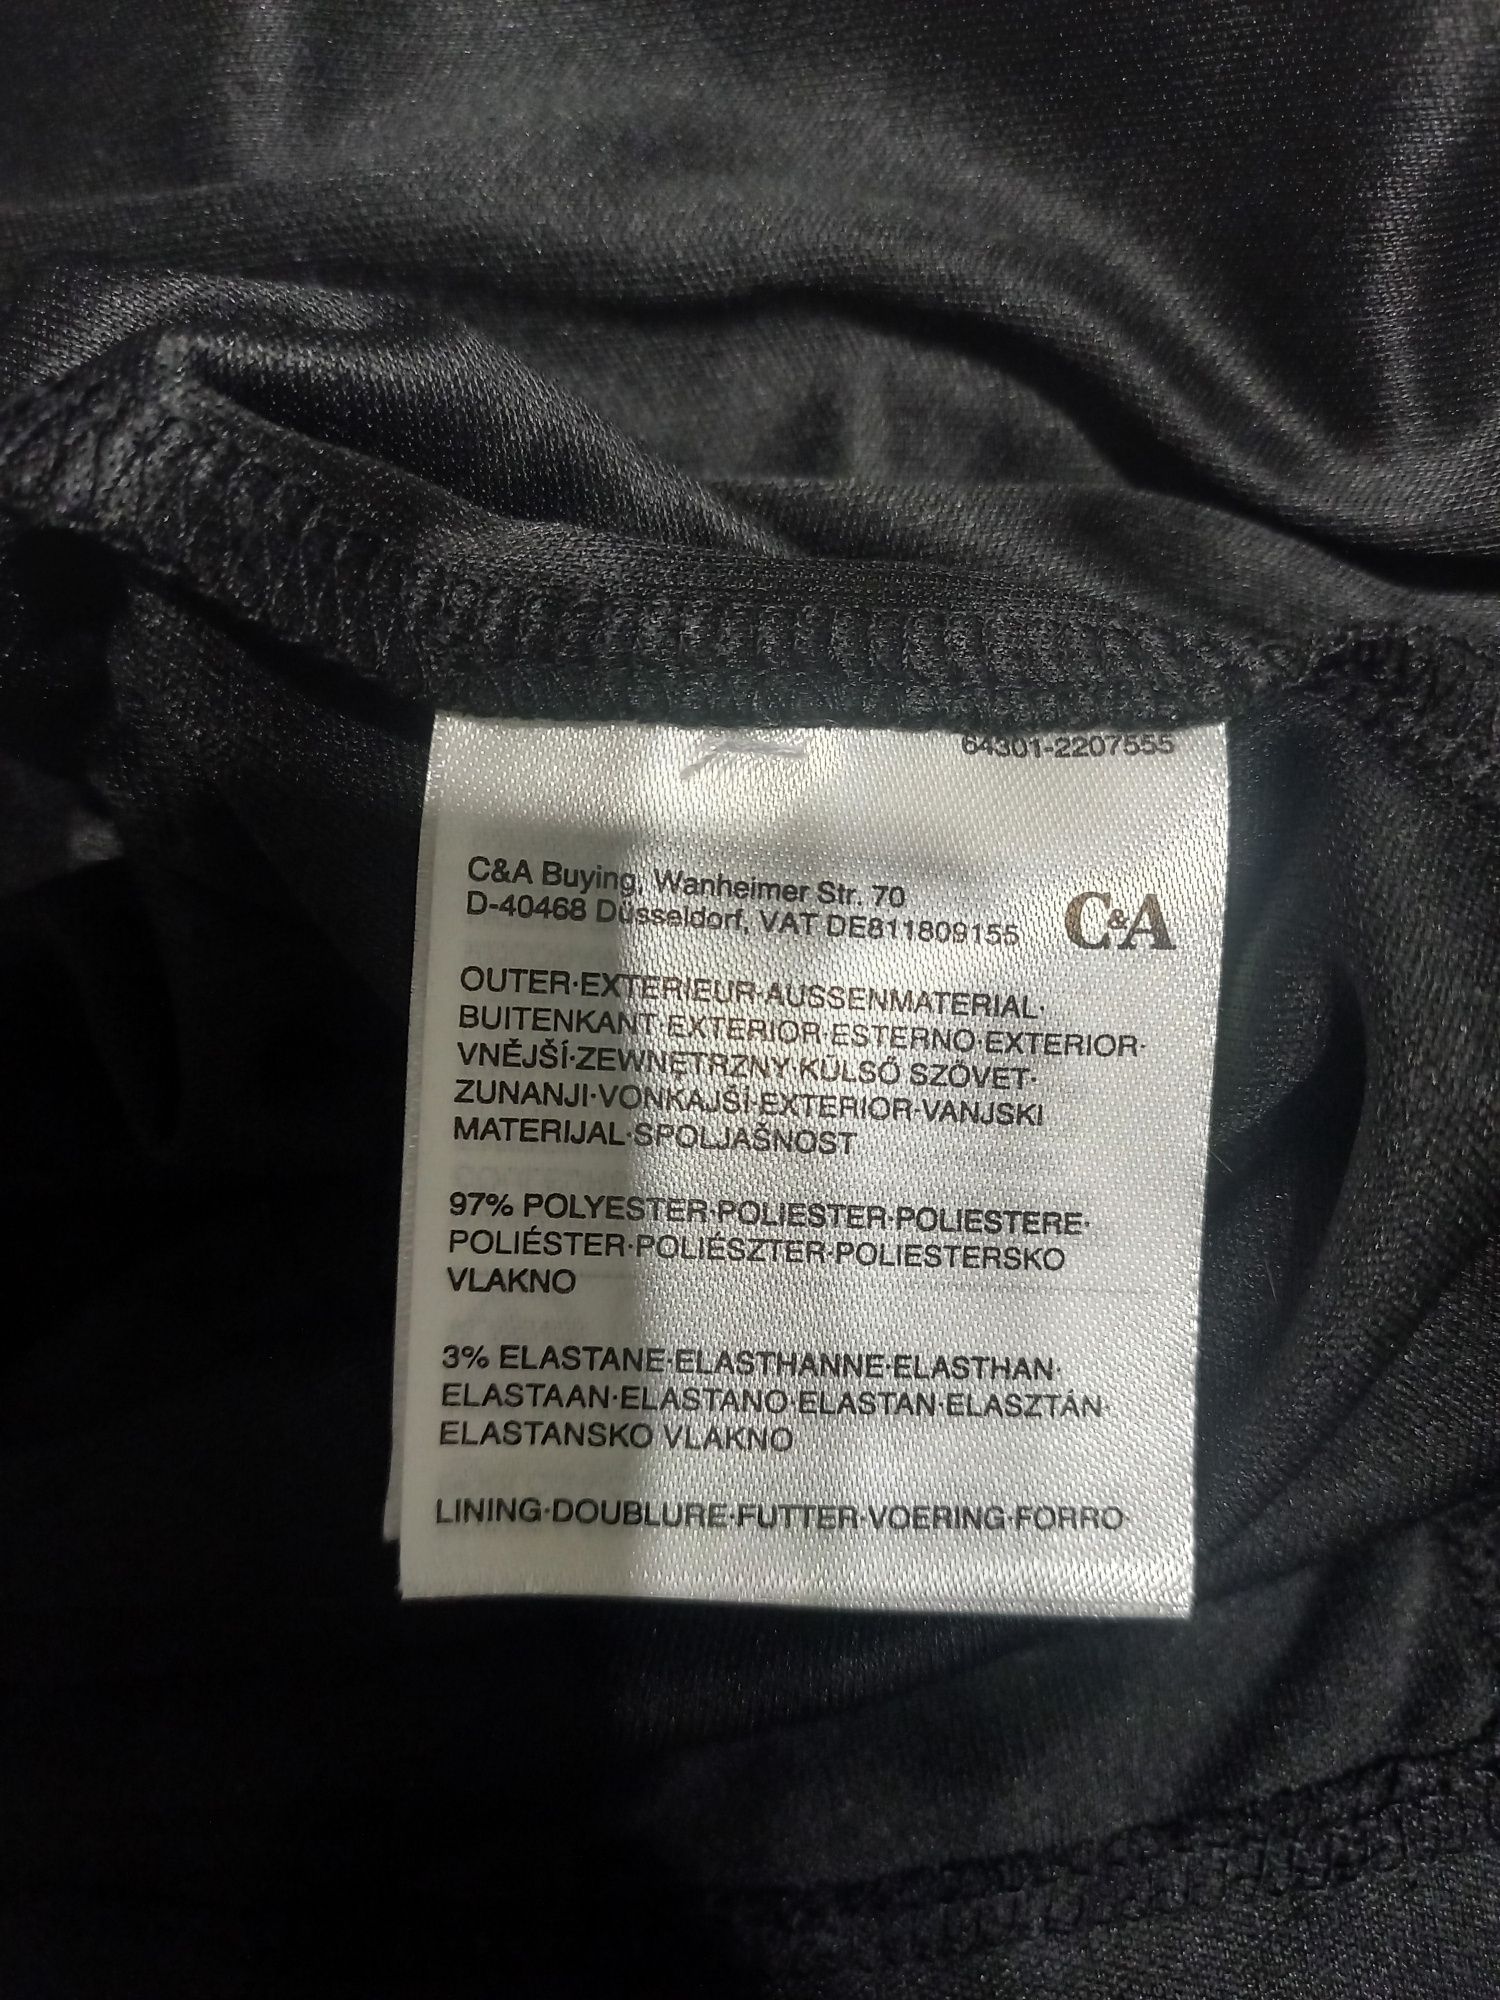 64301-2207555
C&A Buying, Wanheimer Str. 70
D-40468 Düsseldorf, VAT DE811809155
C&A
OUTER·EXTERIEUR·AUSSENMATERIAL·
BUITENKANT·EXTERIOR·ESTERNO·EXTERIOR·
VNĚJŠÍ·ZEWNĘTRZNY·KÜLSŐ SZÖVET·
ZUNANJI·VONKAJŠÍ·EXTERIOR·VANJSKI
MATERIJAL·SPOLJAŠNOST
97% POLYESTER·POLIESTER·POLIESTERE·
POLIÉSTER·POLIÉSZTER·POLIESTERSKO
VLAKNO
3% ELASTANE·ELASTHANNE·ELASTHAN·
ELASTAAN·ELASTANO·ELASTAN·ELASZTÁN·
ELASTANSKO VLAKNO
LINING·DOUBLURE·FUTTER·VOERING·FORRO